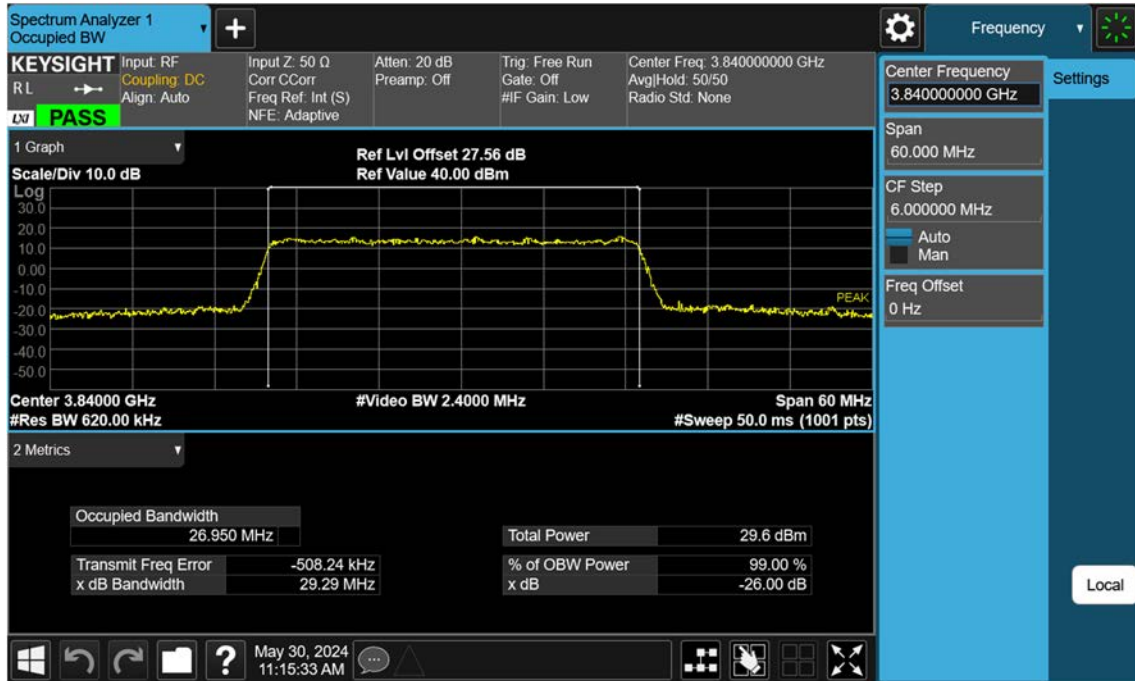 Spectrum Analyzer 1
Occupied BW
+
Frequency
KEYSIGHT
R L
LXI
PASS
Input: RF
Coupling: DC
Align: Auto
Input Z: 50 Ω
Corr CCorr
Freq Ref: Int (S)
NFE: Adaptive
Atten: 20 dB
Preamp: Off
Trig: Free Run
Gate: Off
#IF Gain: Low
Center Freq: 3.840000000 GHz
Avg|Hold: 50/50
Radio Std: None
Center Frequency
3.840000000 GHz
Settings
Span
60.000 MHz
CF Step
6.000000 MHz
Auto
Man
Freq Offset
0 Hz
Local
1 Graph
Scale/Div 10.0 dB
Ref Lvl Offset 27.56 dB
Ref Value 40.00 dBm
Log
30.0
20.0
10.0
0.00
-10.0
-20.0
-30.0
-40.0
-50.0
PEAK
Center 3.84000 GHz
#Video BW 2.4000 MHz
Span 60 MHz
#Res BW 620.00 kHz
#Sweep 50.0 ms (1001 pts)
2 Metrics
Occupied Bandwidth
26.950 MHz
Total Power 29.6 dBm
Transmit Freq Error -508.24 kHz
% of OBW Power 99.00 %
x dB Bandwidth 29.29 MHz
x dB -26.00 dB
?
May 30, 2024
11:15:33 AM